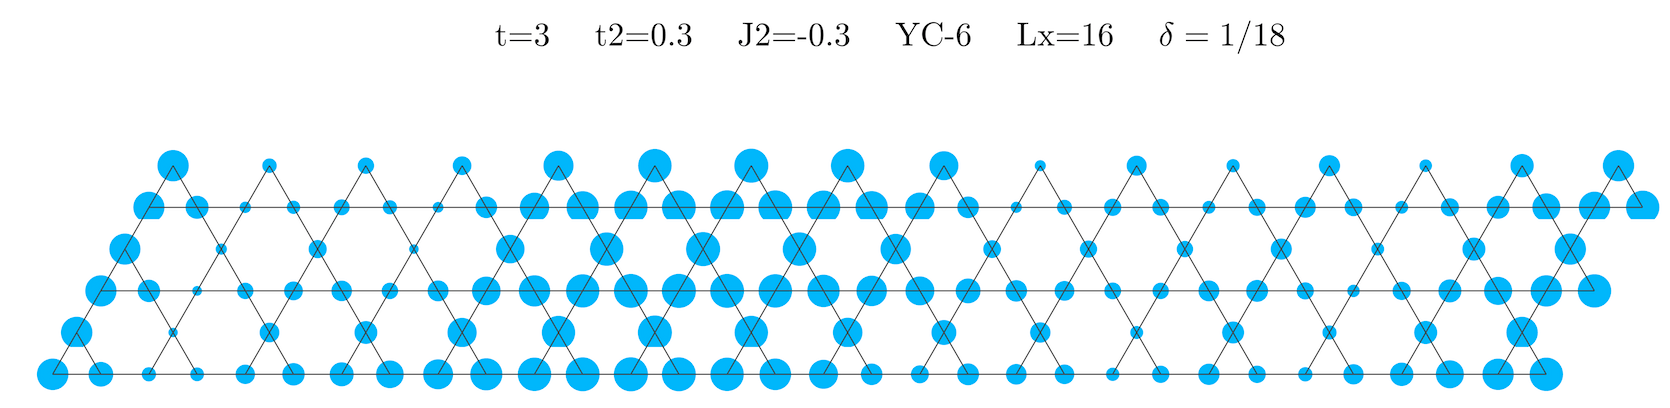 t=3 t2=0.3 J2=-0.3 YC-6 Lx=16 δ = 1/18